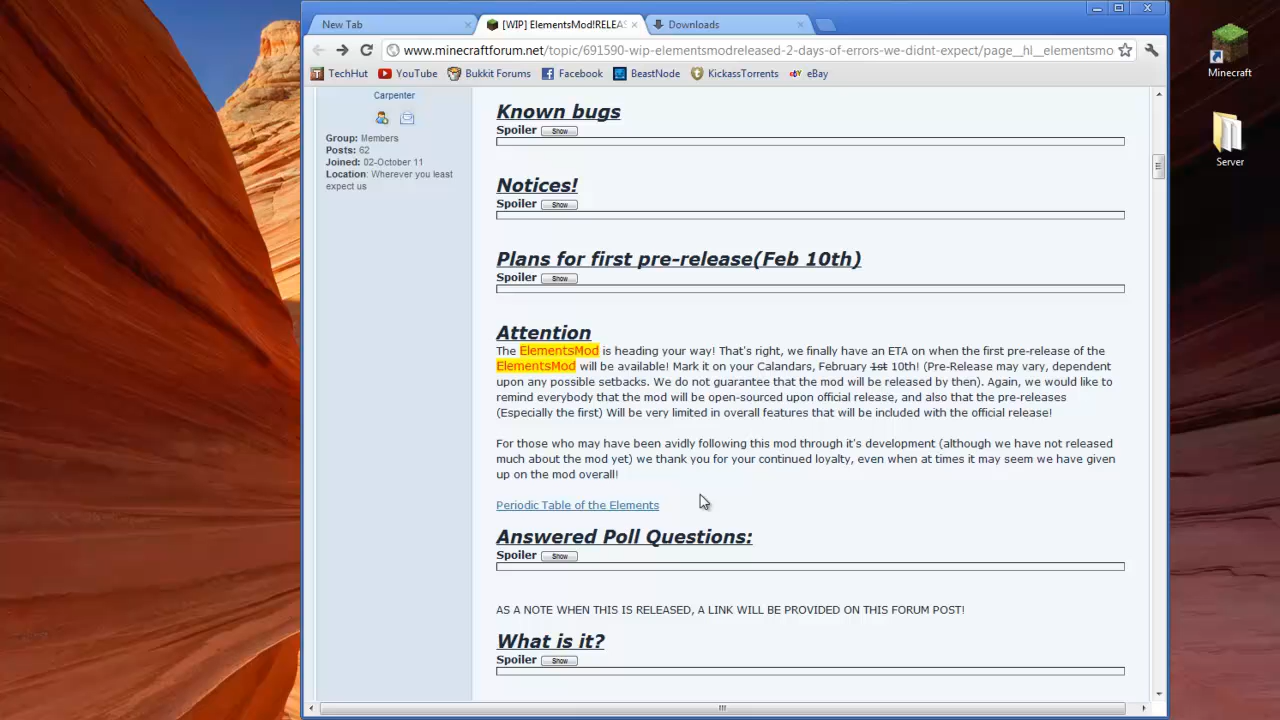 New Tab
[WIP] ElementsMod!RELEAS
Downloads
www.minecraftforum.net/topic/691590-wip-elementsmodreleased-2-days-of-errors-we-didnt-expect/page__hl__elementsmo
TechHut
YouTube
Bukkit Forums
Facebook
BeastNode
KickassTorrents
eBay
Minecraft
Server
Carpenter
Group: Members
Posts: 62
Joined: 02-October 11
Location: Wherever you least
expect us
Known bugs
Spoiler Show
Notices!
Spoiler Show
Plans for first pre-release(Feb 10th)
Spoiler Show
Attention
The ElementsMod is heading your way! That's right, we finally have an ETA on when the first pre-release of the
ElementsMod will be available! Mark it on your Calandars, February 1st 10th! (Pre-Release may vary, dependent
upon any possible setbacks. We do not guarantee that the mod will be released by then). Again, we would like to
remind everybody that the mod will be open-sourced upon official release, and also that the pre-releases
(Especially the first) Will be very limited in overall features that will be included with the official release!
For those who may have been avidly following this mod through it's development (although we have not released
much about the mod yet) we thank you for your continued loyalty, even when at times it may seem we have given
up on the mod overall!
Periodic Table of the Elements
Answered Poll Questions:
Spoiler Show
AS A NOTE WHEN THIS IS RELEASED, A LINK WILL BE PROVIDED ON THIS FORUM POST!
What is it?
Spoiler Show